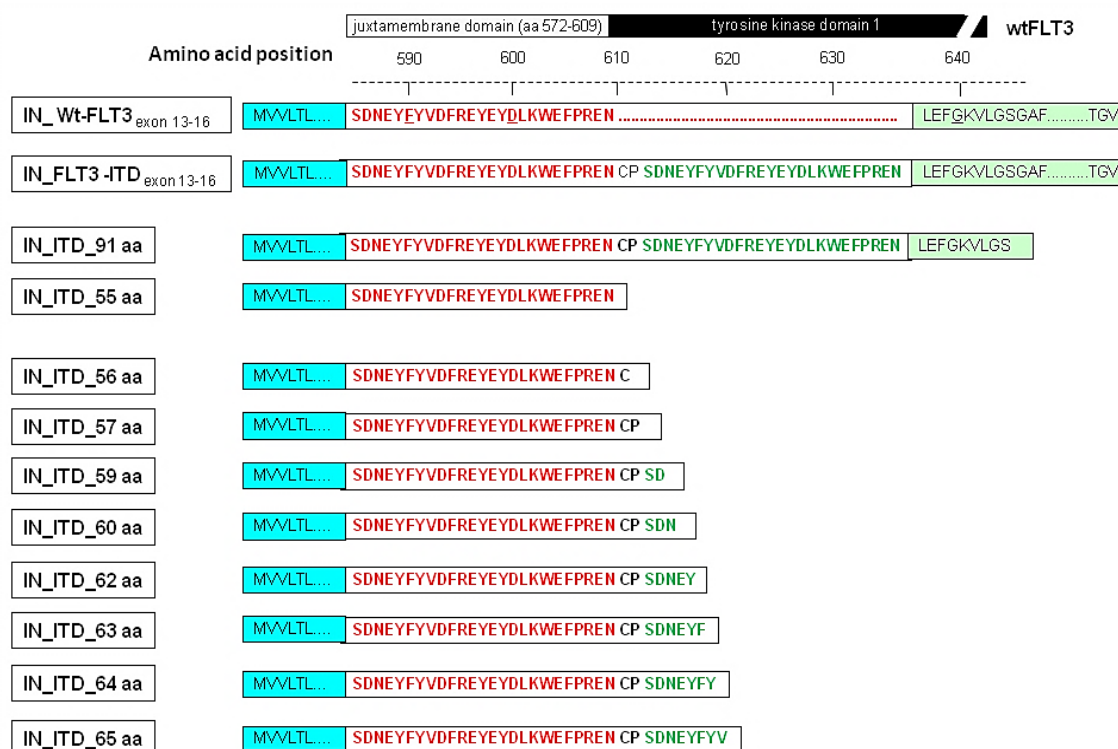 juxtamembrane domain (aa 572-609) tyrosine kinase domain 1 wtFLT3
Amino acid position 590 600 610 620 630 640
IN_ Wt-FLT3 exon 13-16 MVVLTL.... SDNEYFYVDFREYEYDLKWEFPREN LEFGKVLGSGAF..........TGV
IN_FLT3 -ITD exon 13-16 MVVLTL.... SDNEYFYVDFREYEYDLKWEFPREN CP SDNEYFYVDFREYEYDLKWEFPREN LEFGKVLGSGAF..........TGV
IN_ITD_91 aa MVVLTL.... SDNEYFYVDFREYEYDLKWEFPREN CP SDNEYFYVDFREYEYDLKWEFPREN LEFGKVLGS
IN_ITD_55 aa MVVLTL.... SDNEYFYVDFREYEYDLKWEFPREN
IN_ITD_56 aa MVVLTL.... SDNEYFYVDFREYEYDLKWEFPREN C
IN_ITD_57 aa MVVLTL.... SDNEYFYVDFREYEYDLKWEFPREN CP
IN_ITD_59 aa MVVLTL.... SDNEYFYVDFREYEYDLKWEFPREN CP SD
IN_ITD_60 aa MVVLTL.... SDNEYFYVDFREYEYDLKWEFPREN CP SDN
IN_ITD_62 aa MVVLTL.... SDNEYFYVDFREYEYDLKWEFPREN CP SDNEY
IN_ITD_63 aa MVVLTL.... SDNEYFYVDFREYEYDLKWEFPREN CP SDNEYF
IN_ITD_64 aa MVVLTL... SDNEYFYVDFREYEYDLKWEFPREN CP SDNEYFY
IN_ITD_65 aa MVVLTL.... SDNEYFYVDFREYEYDLKWEFPREN CP SDNEYFYV